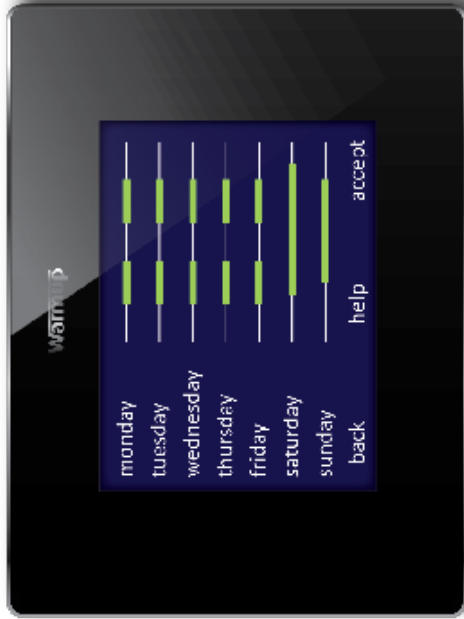 warmup
monday
tuesday
wednesday
thursday
friday
saturday
sunday
back help accept